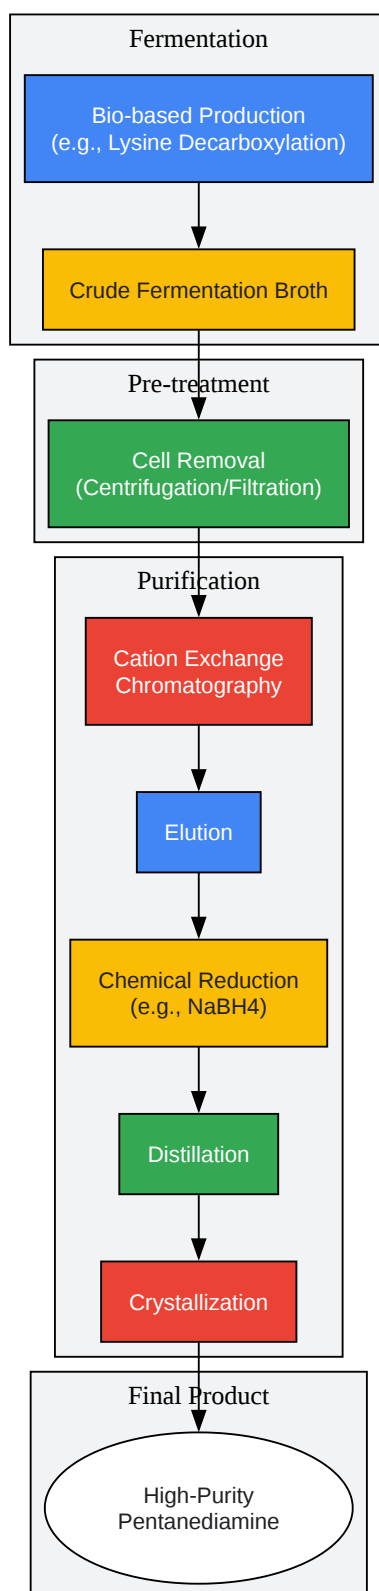 Fermentation
Bio-based Production
(e.g., Lysine Decarboxylation)
Crude Fermentation Broth
Pre-treatment
Cell Removal
(Centrifugation/Filtration)
Purification
Cation Exchange
Chromatography
Elution
Chemical Reduction
(e.g., NaBH4)
Distillation
Crystallization
Final Product
High-Purity
Pentanediamine